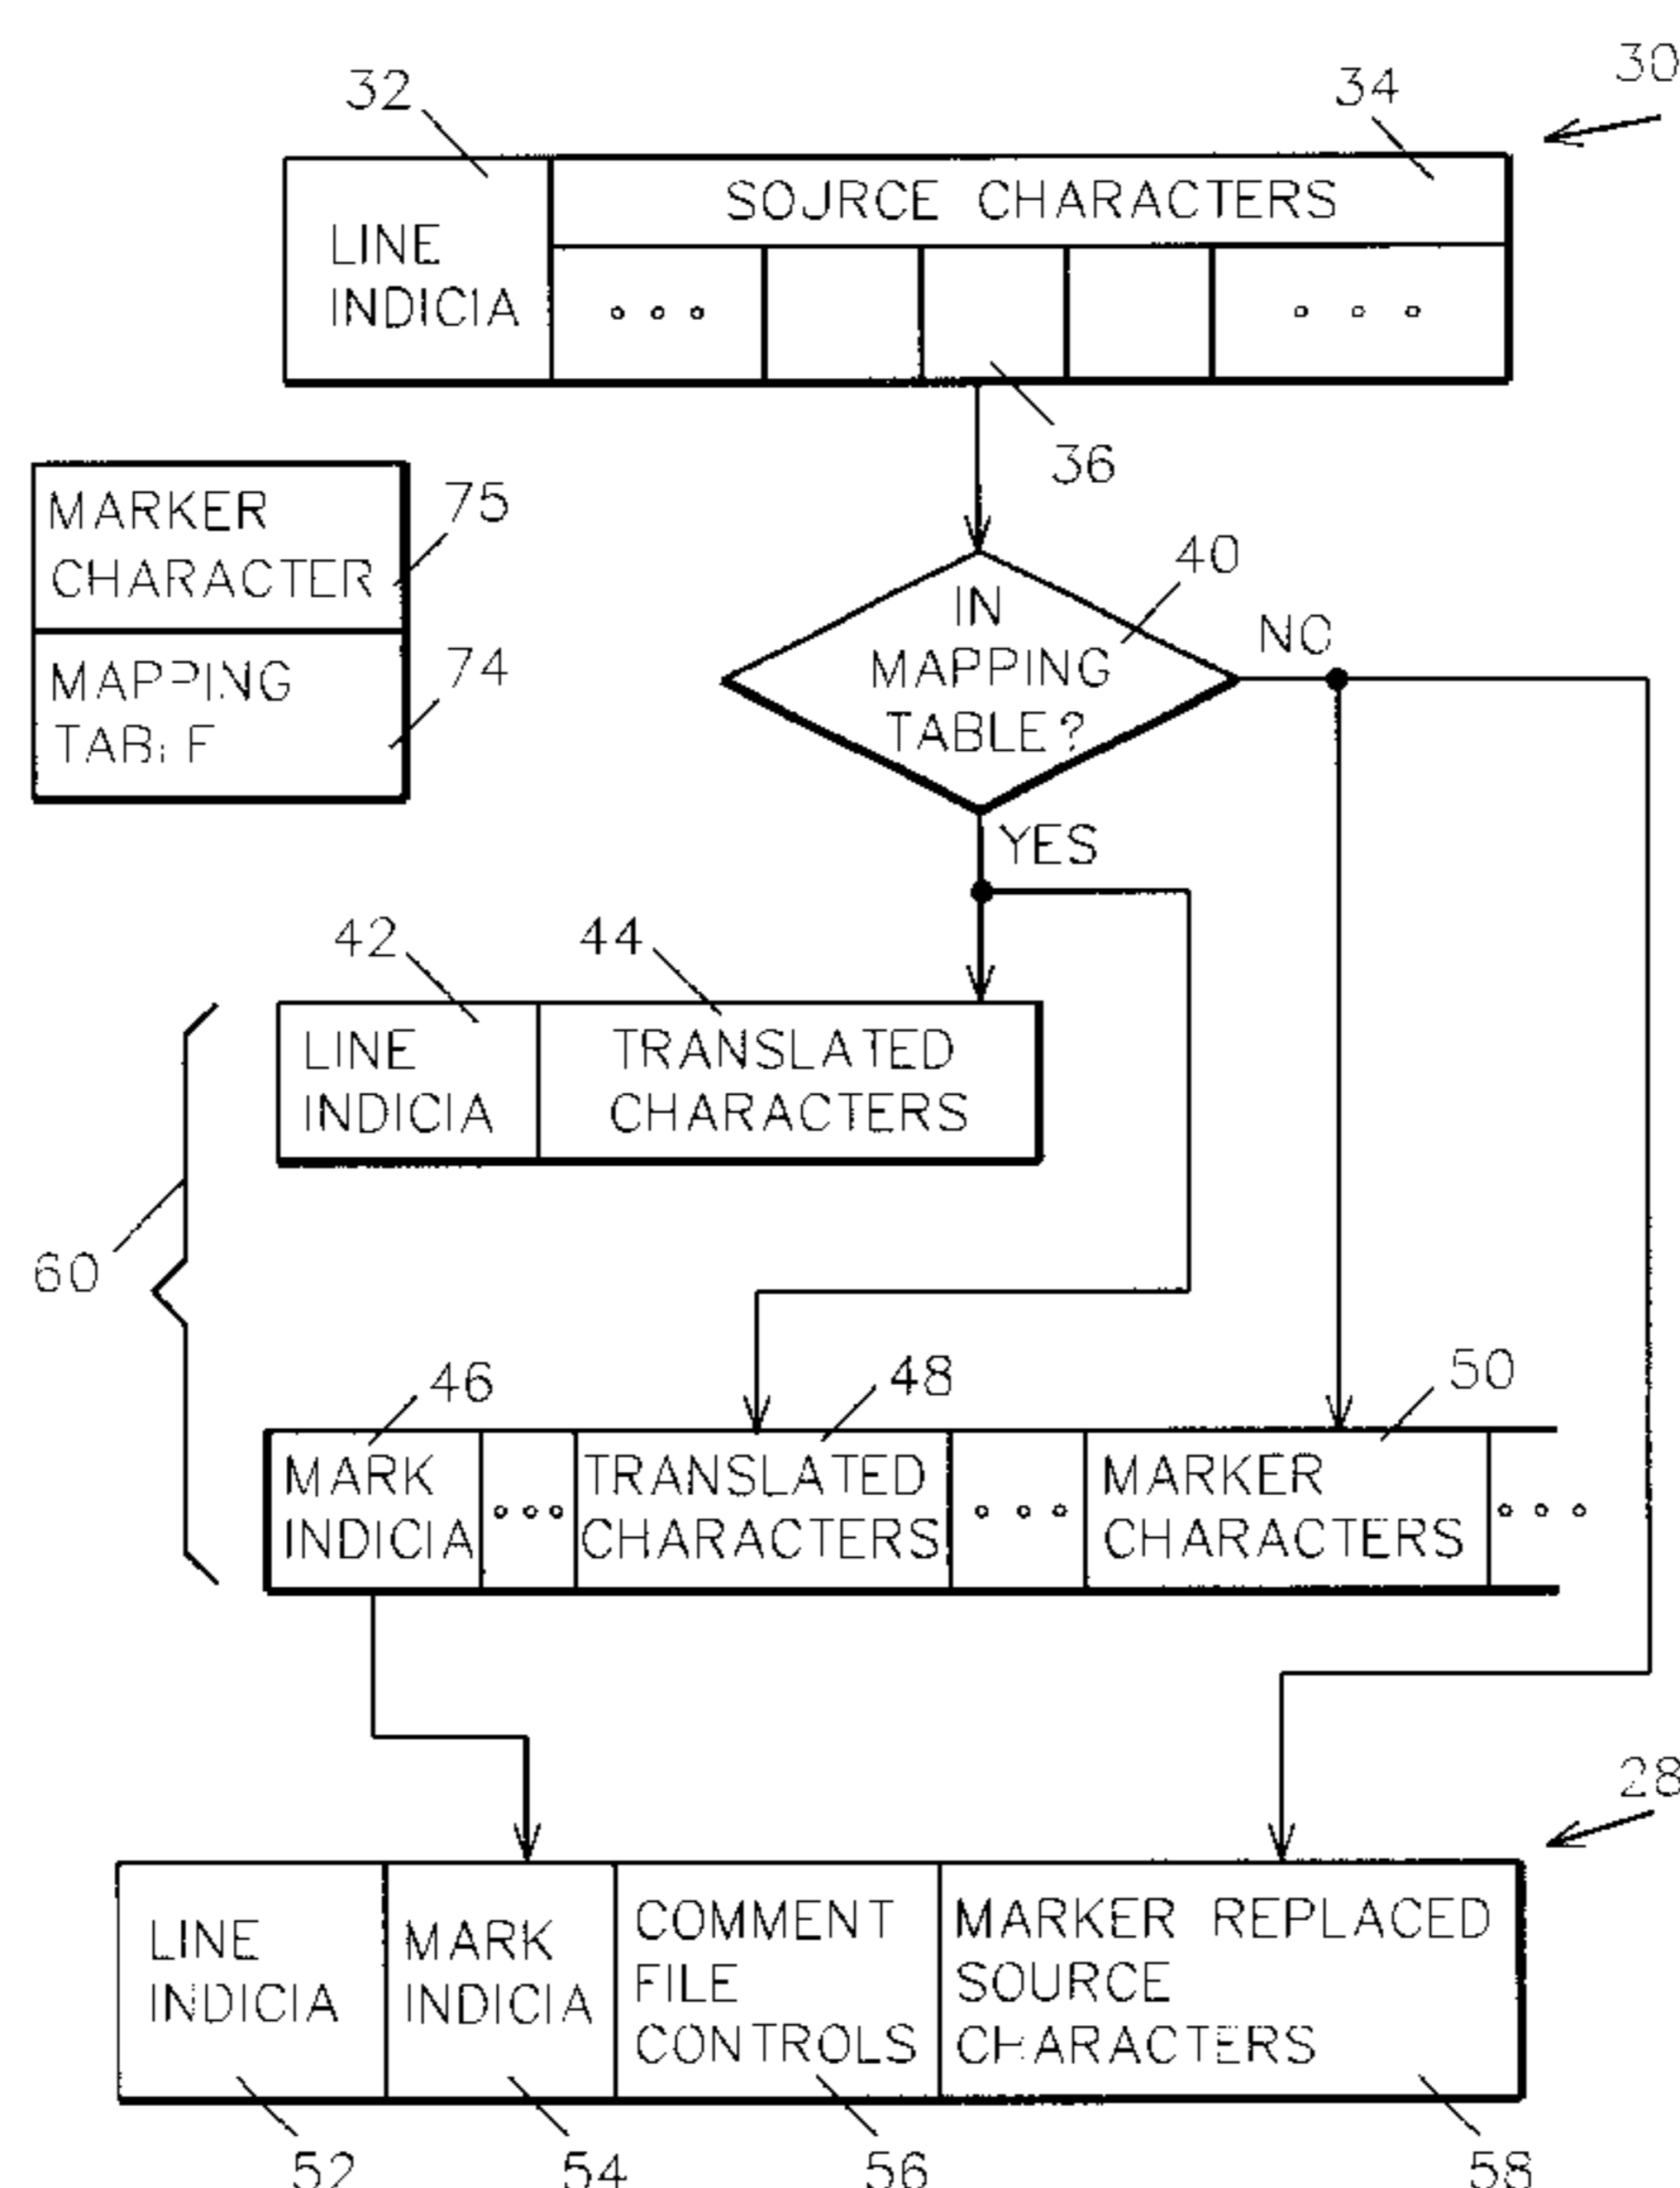 30
32
34
SOURCE CHARACTERS
LINE
INDICIA
36
MARKER
CHARACTER
75
MAPPING
TABLE
74
40
IN
MAPPING
TABLE?
NO
YES
42
44
LINE
INDICIA
TRANSLATED
CHARACTERS
60
46
48
50
MARK
INDICIA
TRANSLATED
CHARACTERS
MARKER
CHARACTERS
28
LINE
INDICIA
MARK
INDICIA
COMMENT
FILE
CONTROLS
MARKER REPLACED
SOURCE
CHARACTERS
52
54
56
58